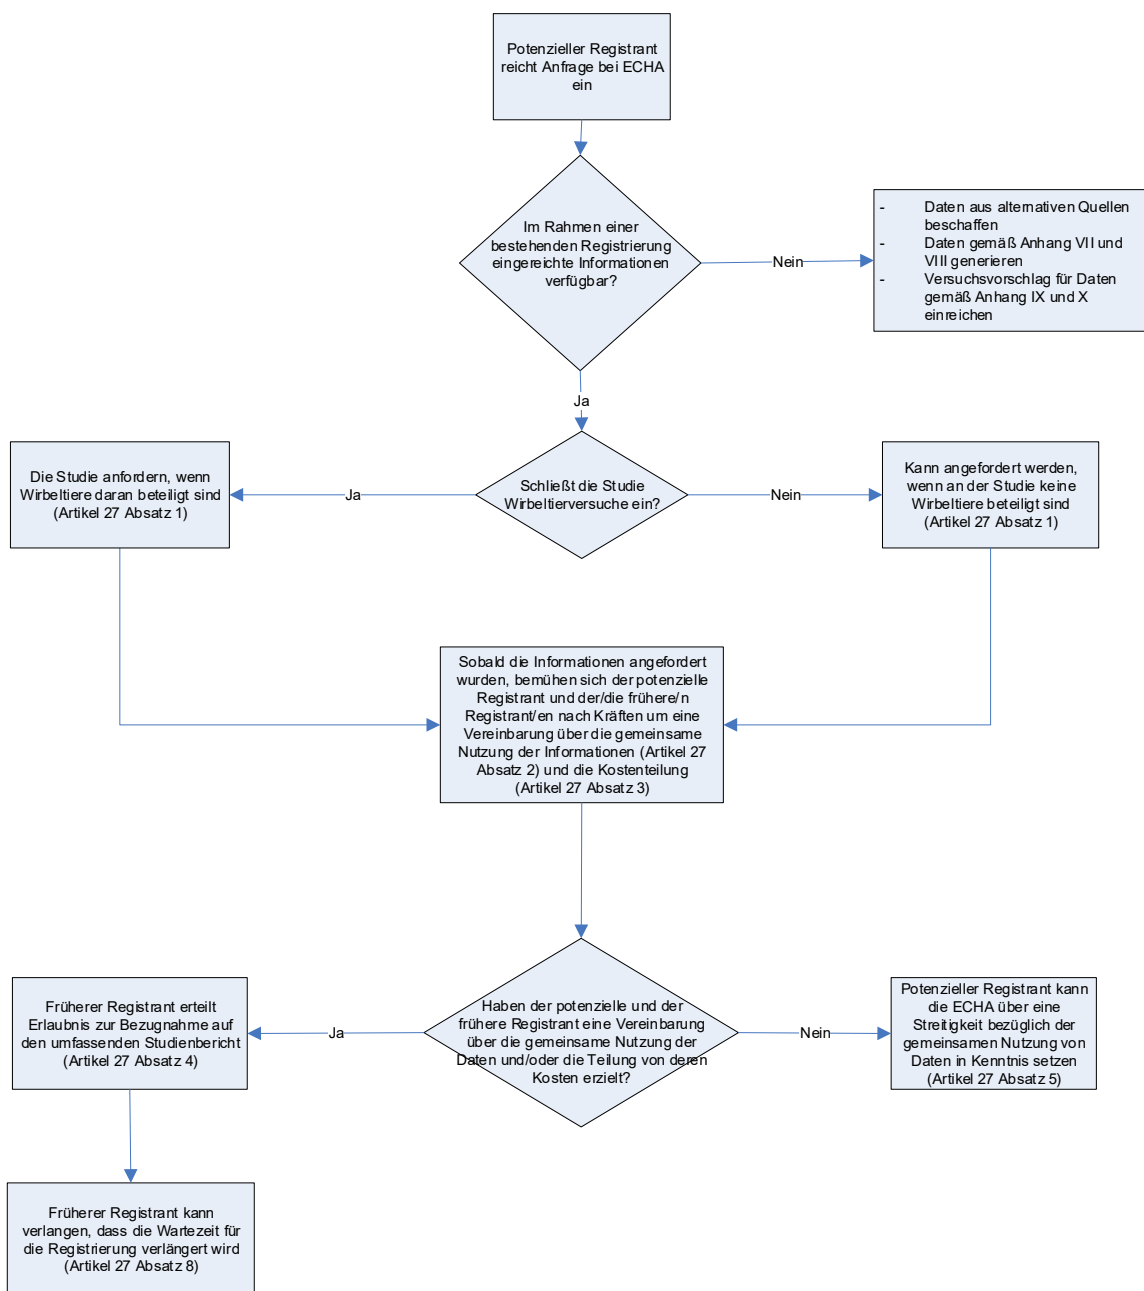 Potenzieller Registrant
reicht Anfrage bei ECHA
ein
Im Rahmen einer
bestehenden Registrierung
eingereichte Informationen
verfügbar?
Nein
- Daten aus alternativen Quellen
beschaffen
- Daten gemäß Anhang VII und
VIII generieren
- Versuchsvorschlag für Daten
gemäß Anhang IX und X
einreichen
Ja
Die Studie anfordern, wenn
Wirbeltiere daran beteiligt sind
(Artikel 27 Absatz 1)
Ja
Schließt die Studie
Wirbeltierversuche ein?
Nein
Kann angefordert werden,
wenn an der Studie keine
Wirbeltiere beteiligt sind
(Artikel 27 Absatz 1)
Sobald die Informationen angefordert
wurden, bemühen sich der potenzielle
Registrant und der/die frühere/n
Registrant/en nach Kräften um eine
Vereinbarung über die gemeinsame
Nutzung der Informationen (Artikel 27
Absatz 2) und die Kostenteilung
(Artikel 27 Absatz 3)
Früherer Registrant erteilt
Erlaubnis zur Bezugnahme auf
den umfassenden Studienbericht
(Artikel 27 Absatz 4)
Ja
Haben der potenzielle und der
frühere Registrant eine Vereinbarung
über die gemeinsame Nutzung der
Daten und/oder die Teilung von deren
Kosten erzielt?
Nein
Potenzieller Registrant kann
die ECHA über eine
Streitigkeit bezüglich der
gemeinsamen Nutzung von
Daten in Kenntnis setzen
(Artikel 27 Absatz 5)
Früherer Registrant kann
verlangen, dass die Wartezeit für
die Registrierung verlängert wird
(Artikel 27 Absatz 8)